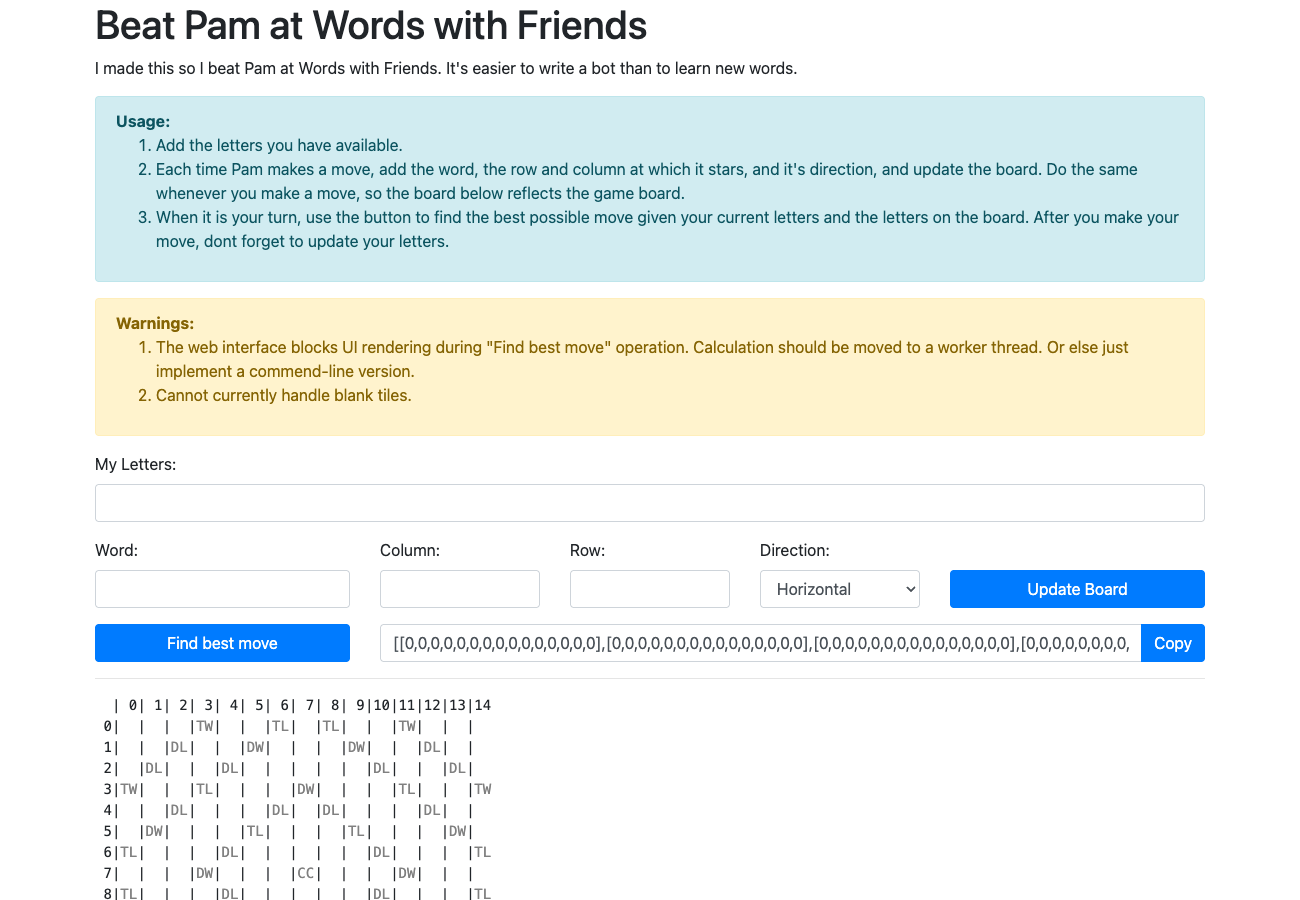 Beat Pam at Words with Friends
I made this so I beat Pam at Words with Friends. It's easier to write a bot than to learn new words.
Usage:
1. Add the letters you have available.
2. Each time Pam makes a move, add the word, the row and column at which it stars, and it's direction, and update the board. Do the same
whenever you make a move, so the board below reflects the game board.
3. When it is your turn, use the button to find the best possible move given your current letters and the letters on the board. After you make your
move, dont forget to update your letters.
Warnings:
1. The web interface blocks UI rendering during "Find best move" operation. Calculation should be moved to a worker thread. Or else just
implement a commend-line version.
2. Cannot currently handle blank tiles.
My Letters:
Word: Column: Row: Direction:
Horizontal Update Board
Find best move [[0,0,0,0,0,0,0,0,0,0,0,0,0,0,0],[0,0,0,0,0,0,0,0,0,0,0,0,0,0,0],[0,0,0,0,0,0,0,0,0,0,0,0,0,0,0],[0,0,0,0,0,0,0,0, Copy
  | 0| 1| 2| 3| 4| 5| 6| 7| 8| 9|10|11|12|13|14
 0|  |  |  |TW|  |  |TL|  |TL|  |  |TW|  |  |
 1|  |  |DL|  |  |DW|  |  |  |DW|  |  |DL|  |
 2|  |DL|  |  |DL|  |  |  |  |  |DL|  |  |DL|
 3|TW|  |  |TL|  |  |  |DW|  |  |  |TL|  |  |TW
 4|  |  |DL|  |  |  |DL|  |DL|  |  |  |DL|  |
 5|  |DW|  |  |  |TL|  |  |  |TL|  |  |  |DW|
 6|TL|  |  |  |DL|  |  |  |  |  |DL|  |  |  |TL
 7|  |  |  |DW|  |  |  |CC|  |  |  |DW|  |  |
 8|TL|  |  |  |DL|  |  |  |  |  |DL|  |  |  |TL